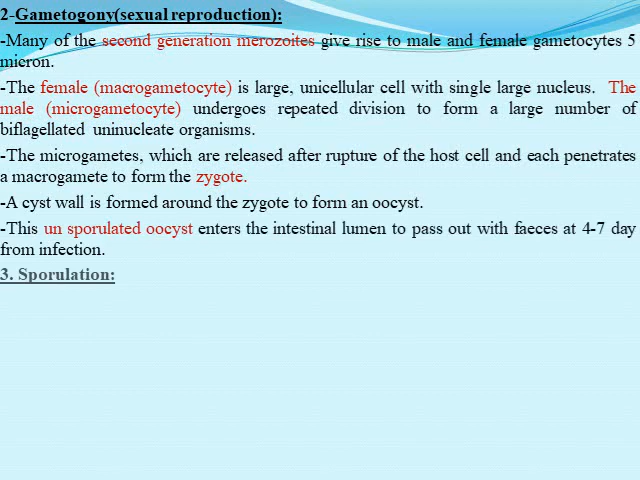 2-Gametogony(sexual reproduction):
-Many of the second generation merozoites give rise to male and female gametocytes 5
micron.
-The female (macrogametocyte) is large, unicellular cell with single large nucleus. The
male (microgametocyte) undergoes repeated division to form a large number of
biflagellated uninucleate organisms.
-The microgametes, which are released after rupture of the host cell and each penetrates
a macrogamete to form the zygote.
-A cyst wall is formed around the zygote to form an oocyst.
-This un sporulated oocyst enters the intestinal lumen to pass out with faeces at 4-7 day
from infection.
3. Sporulation: